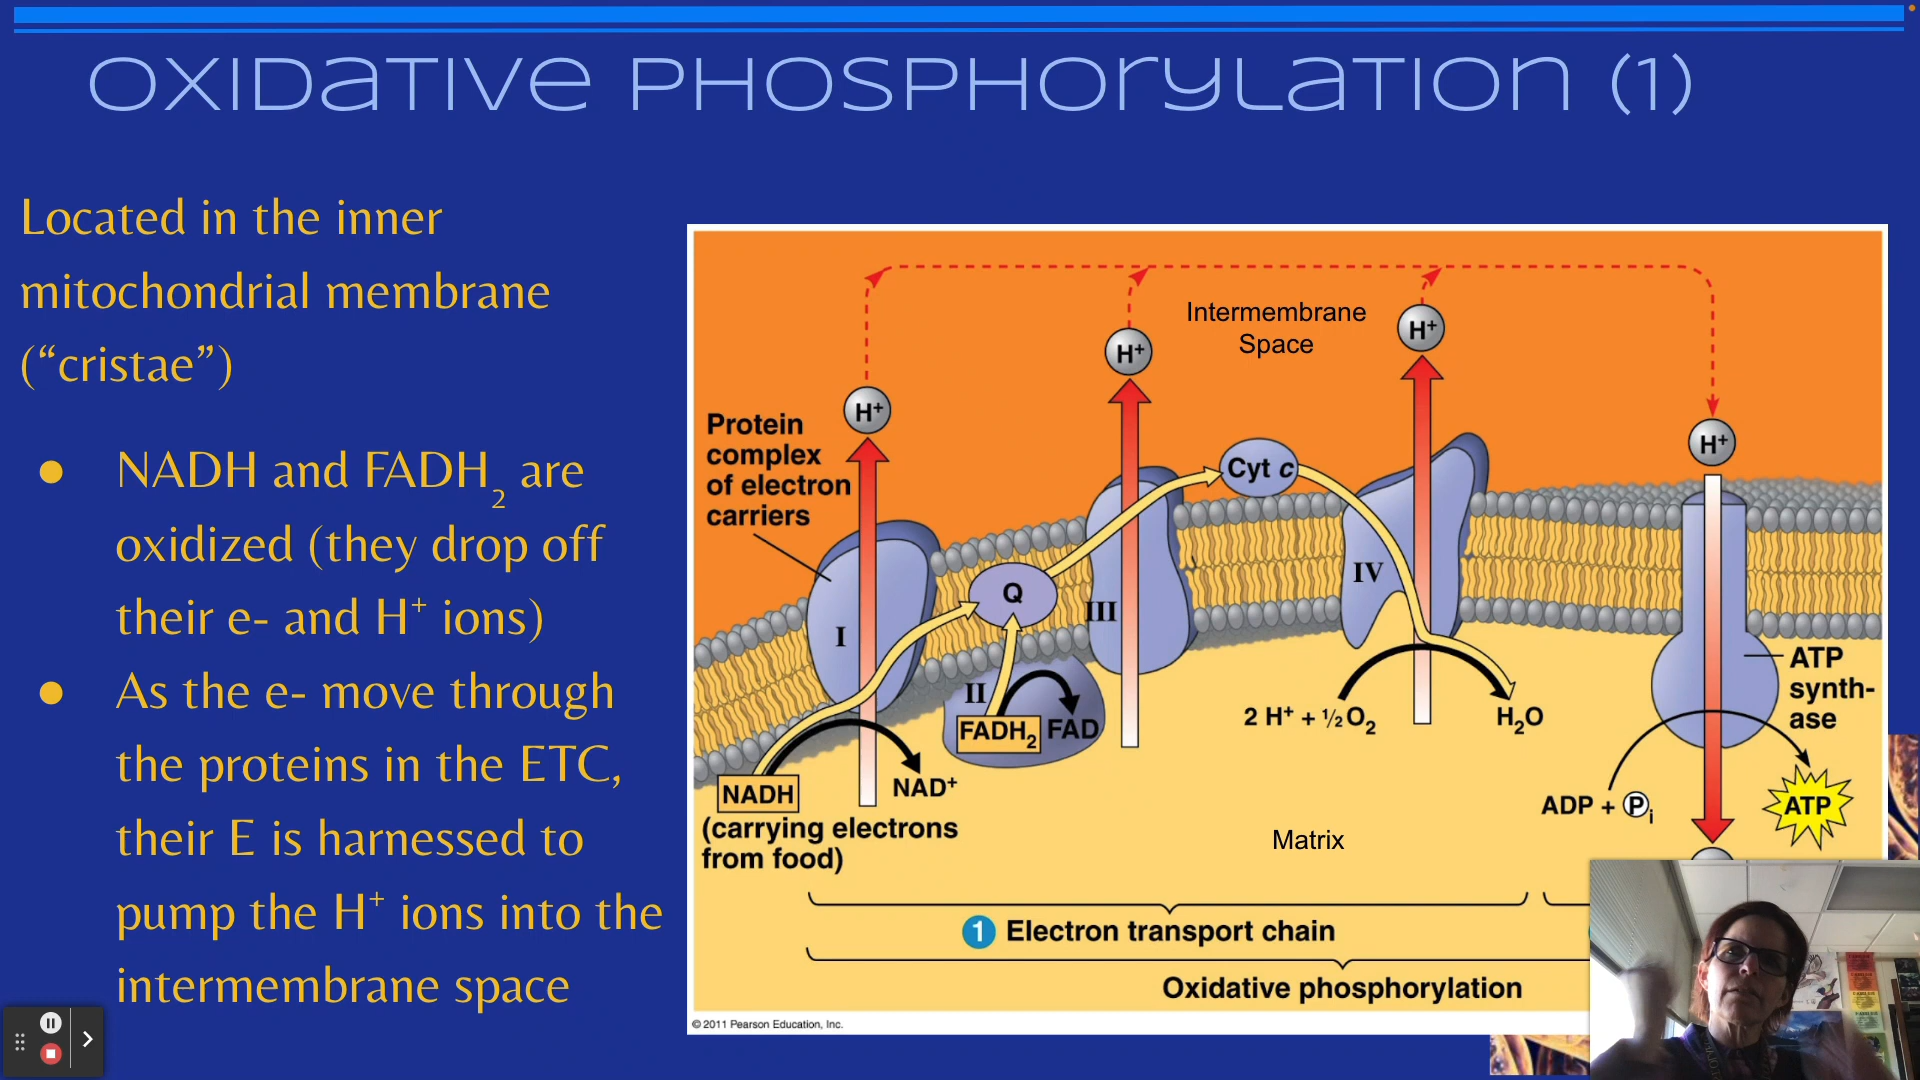 OXIDATIVE PHOSPHORYLATION (1)
Located in the inner
mitochondrial membrane
(“cristae”)
● NADH and FADH₂ are
oxidized (they drop off
their e- and H⁺ ions)
● As the e- move through
the proteins in the ETC,
their E is harnessed to
pump the H⁺ ions into the
intermembrane space
Intermembrane
Space
H⁺
H⁺
H⁺
H⁺
Protein
complex
of electron
carriers
Cyt c
Q
I
II
III
IV
FADH₂ FAD
NADH
NAD⁺
(carrying electrons
from food)
2 H⁺ + ½ O₂
H₂O
ATP
synth-
ase
ADP + Pi
ATP
Matrix
1 Electron transport chain
Oxidative phosphorylation
© 2011 Pearson Education, Inc.